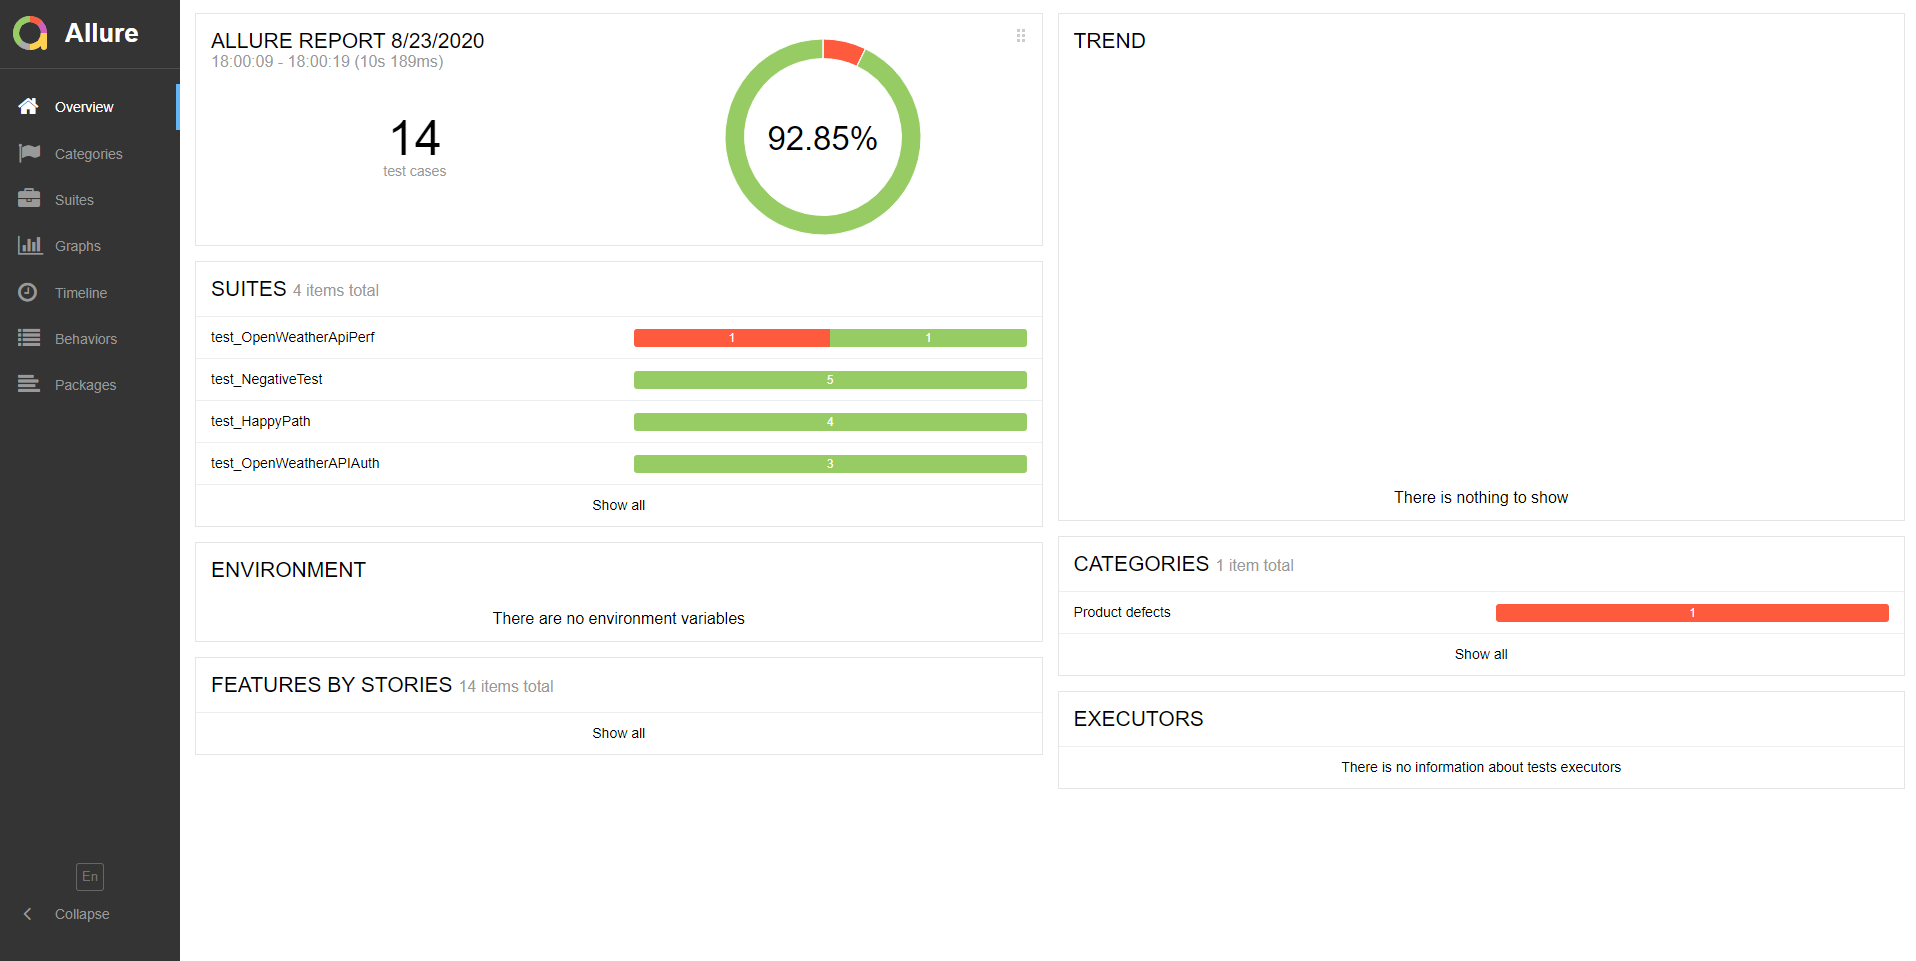 Allure
Overview
Categories
Suites
Graphs
Timeline
Behaviors
Packages
En
Collapse
ALLURE REPORT 8/23/2020
18:00:09 - 18:00:19 (10s 189ms)
14
test cases
92.85%
SUITES 4 items total
test_OpenWeatherApiPerf 1 1
test_NegativeTest 5
test_HappyPath 4
test_OpenWeatherAPIAuth 3
Show all
ENVIRONMENT
There are no environment variables
FEATURES BY STORIES 14 items total
Show all
TREND
There is nothing to show
CATEGORIES 1 item total
Product defects 1
Show all
EXECUTORS
There is no information about tests executors